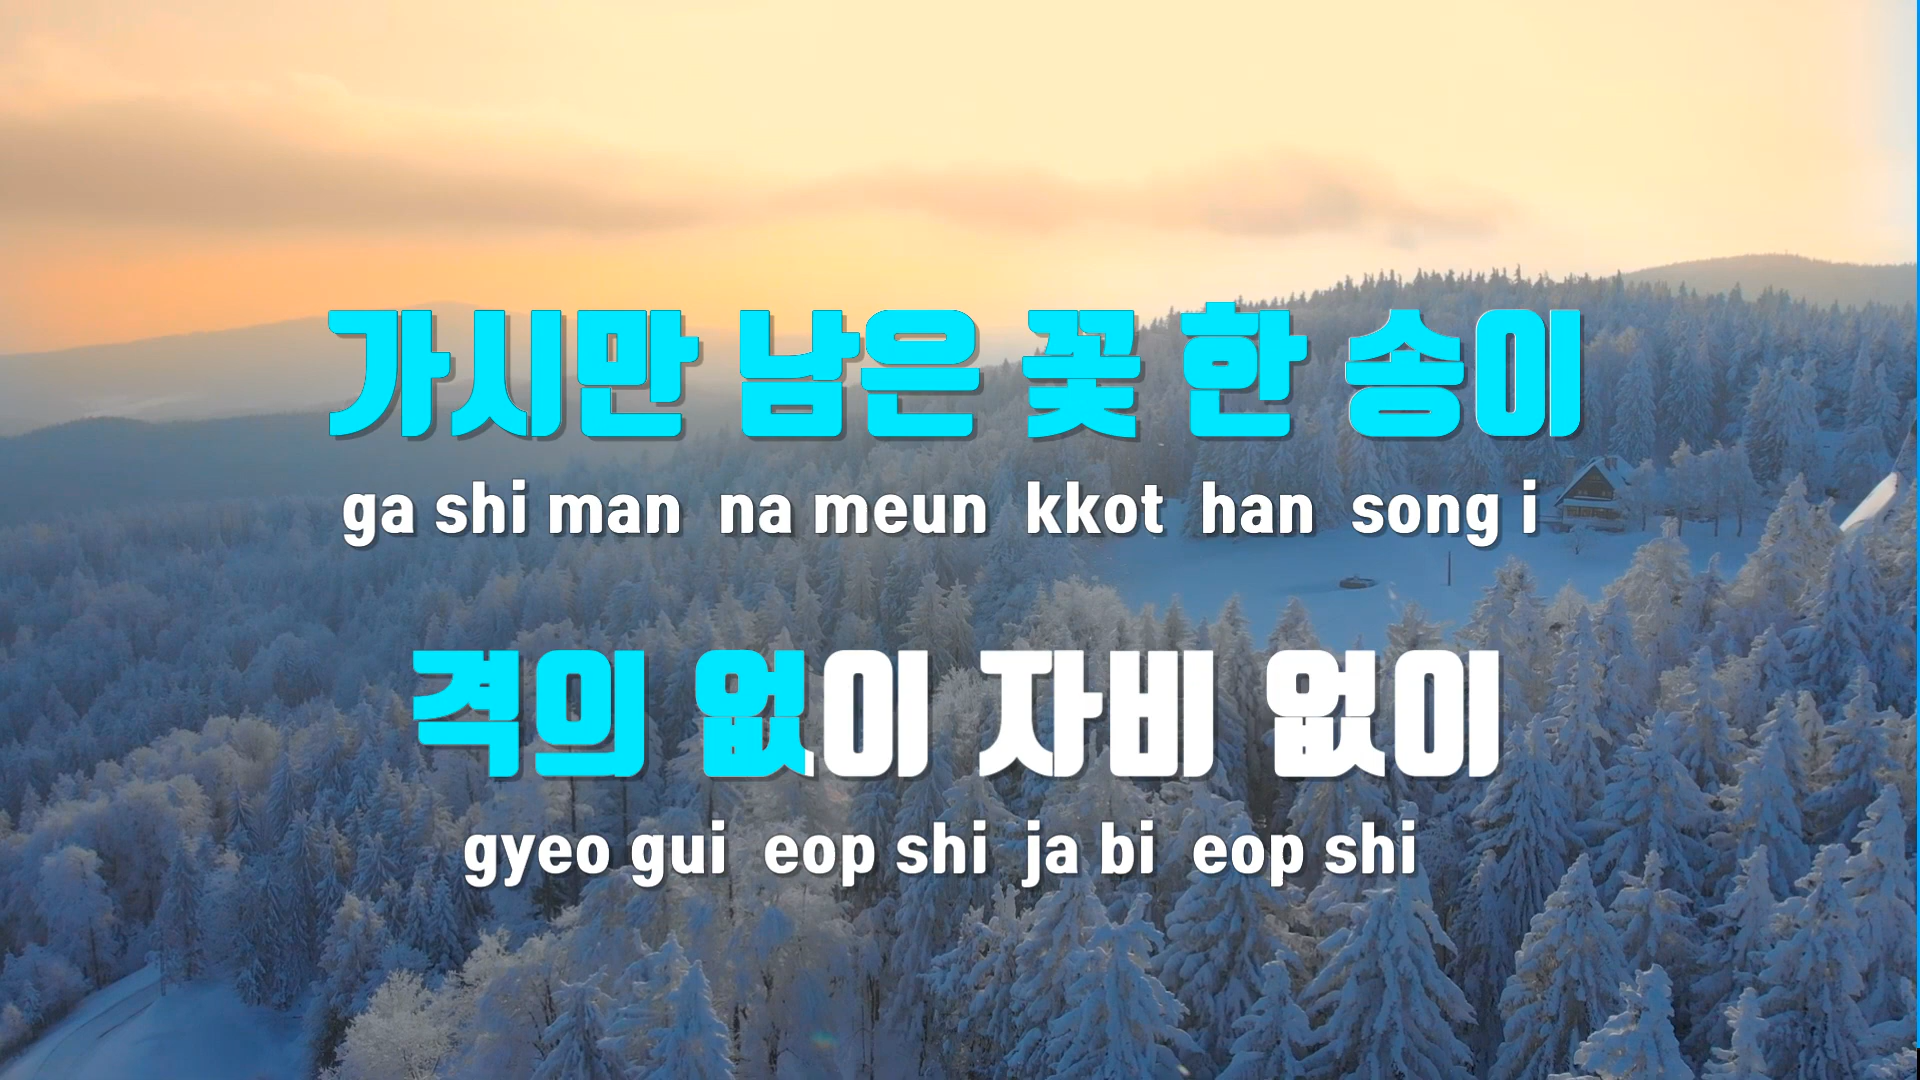 가시만 남은 꽃 한 송이
ga shi man na meun kkot han song i
격의 없이 자비 없이
gyeo gui eop shi ja bi eop shi